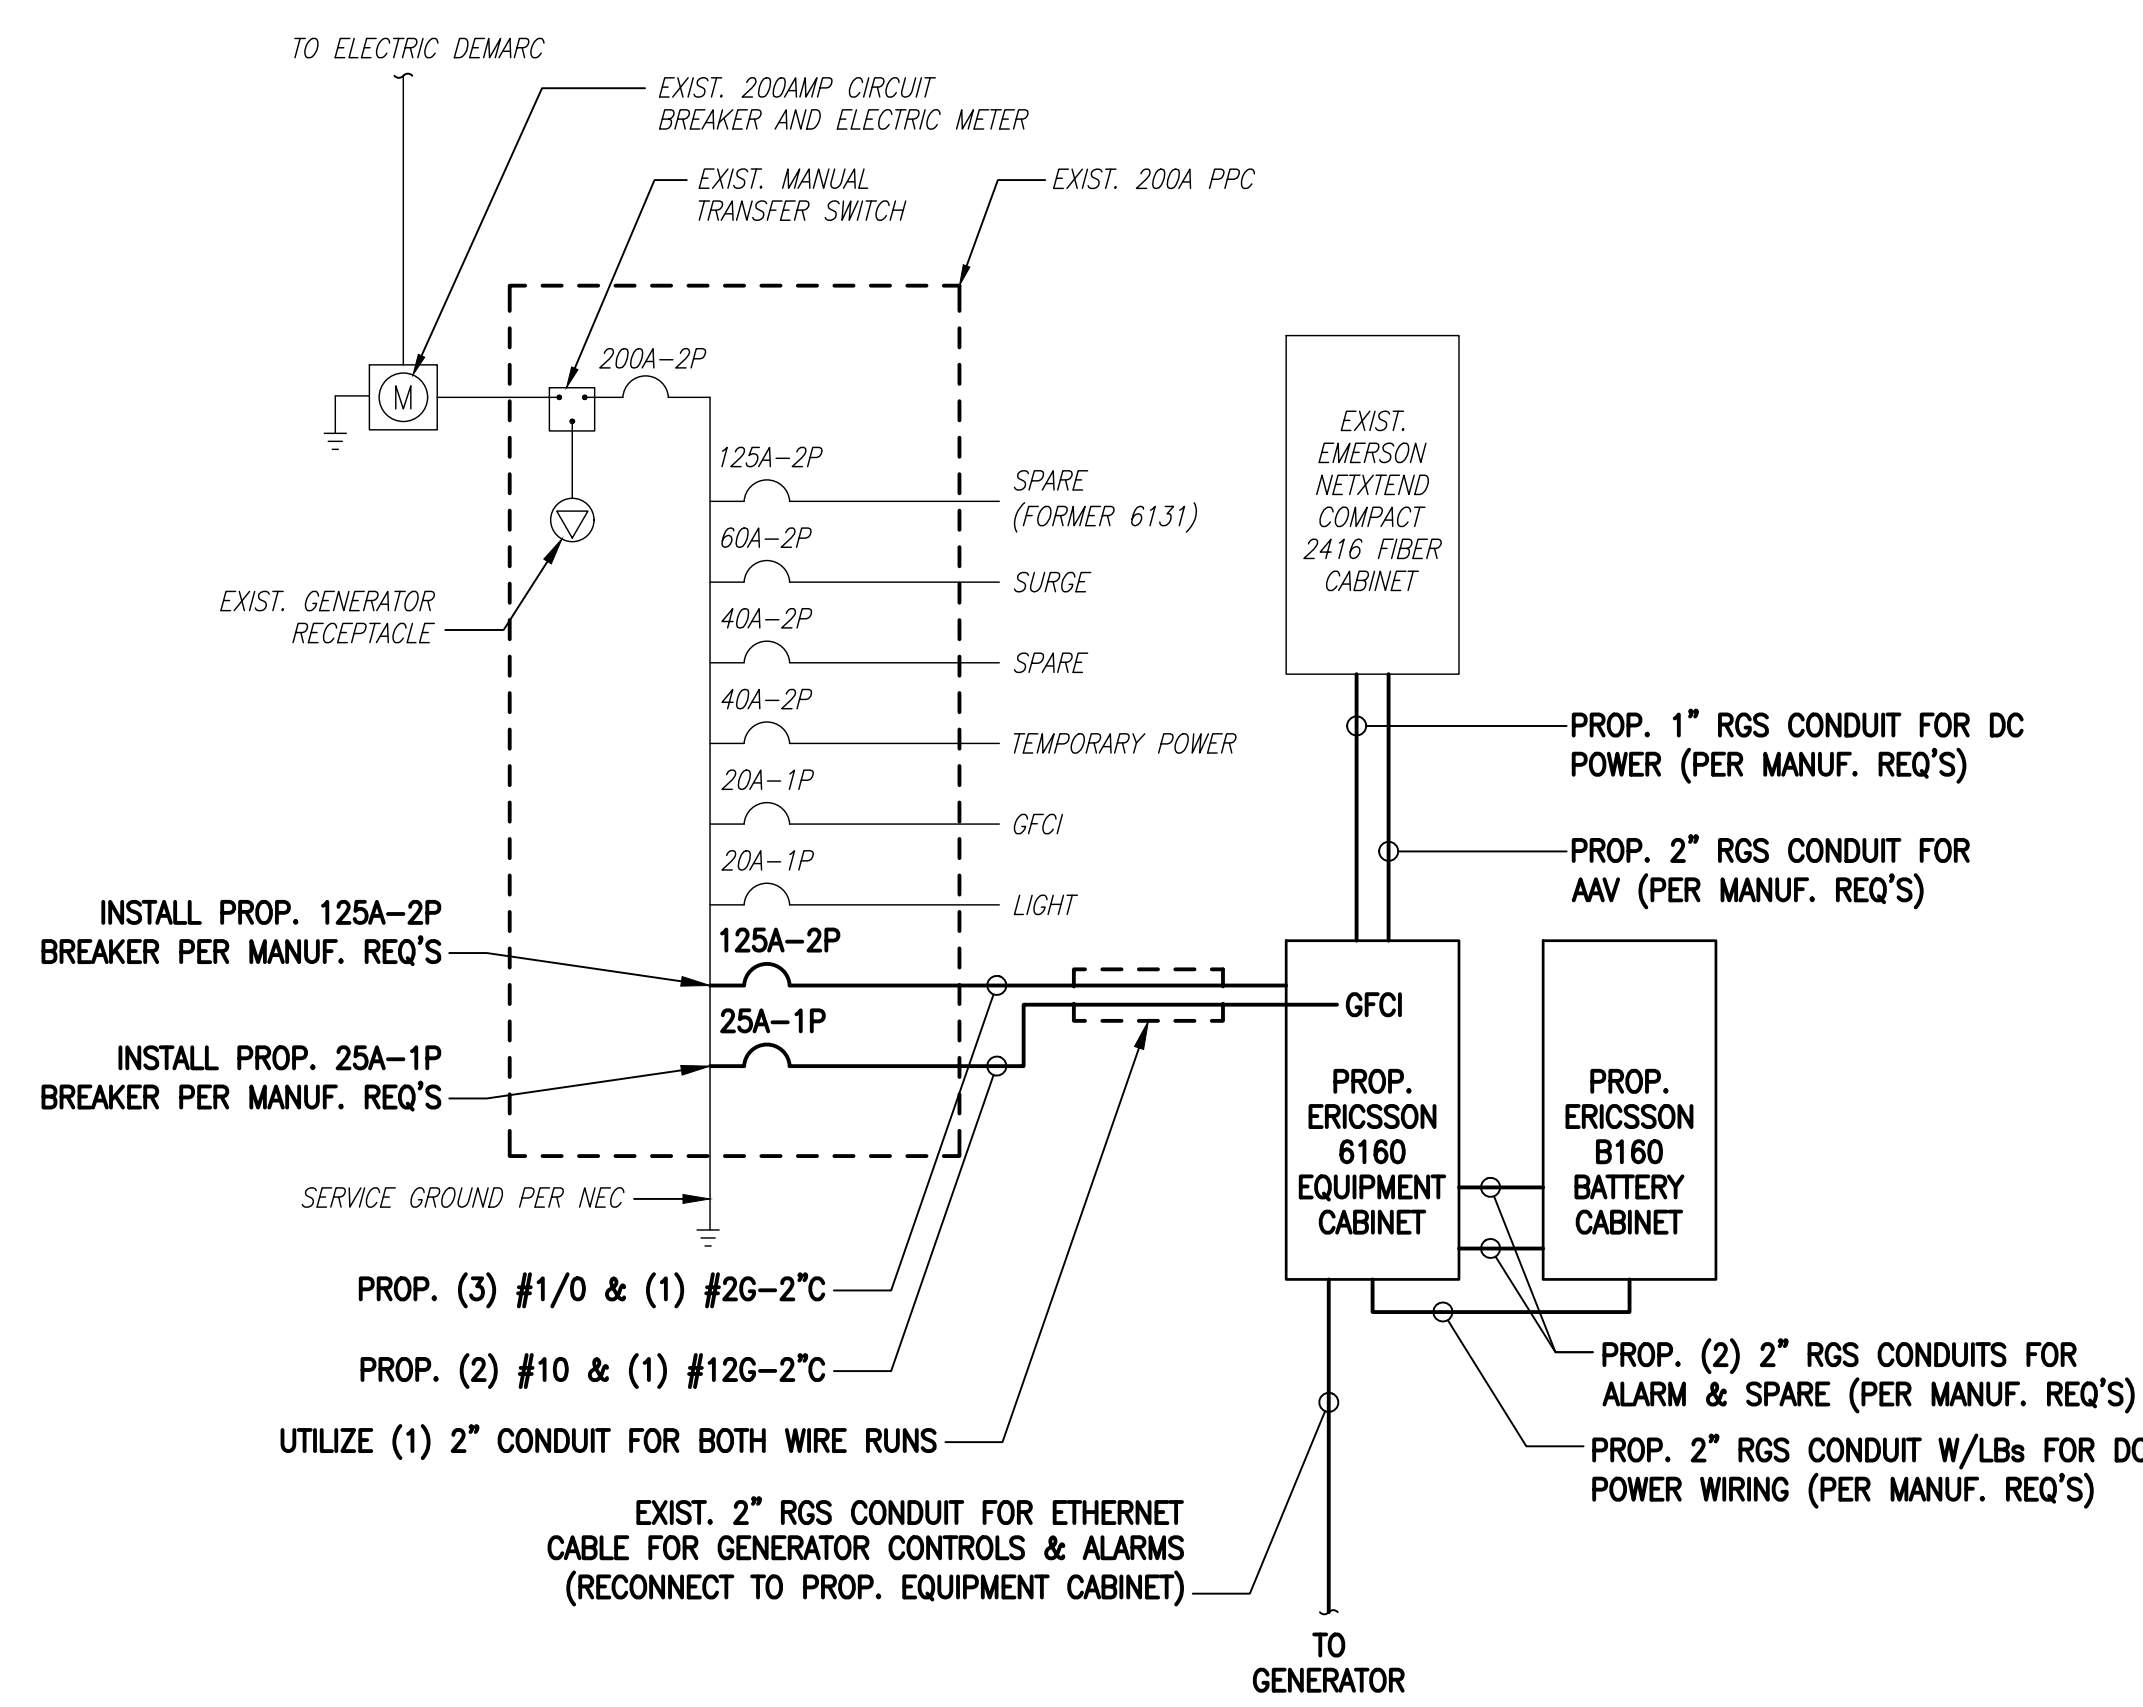 TO ELECTRIC DEMARC
EXIST. 200AMP CIRCUIT
BREAKER AND ELECTRIC METER
EXIST. MANUAL
TRANSFER SWITCH
EXIST. 200A PPC
200A-2P
M
125A-2P
SPARE
(FORMER 6131)
60A-2P
SURGE
EXIST. GENERATOR
RECEPTACLE
40A-2P
SPARE
40A-2P
TEMPORARY POWER
20A-1P
GFCI
20A-1P
LIGHT
EXIST.
EMERSON
NETXTEND
COMPACT
2416 FIBER
CABINET
PROP. 1" RGS CONDUIT FOR DC
POWER (PER MANUF. REQ'S)
PROP. 2" RGS CONDUIT FOR
AAV (PER MANUF. REQ'S)
INSTALL PROP. 125A-2P
BREAKER PER MANUF. REQ'S
125A-2P
INSTALL PROP. 25A-1P
BREAKER PER MANUF. REQ'S
25A-1P
GFCI
PROP.
ERICSSON
6160
EQUIPMENT
CABINET
PROP.
ERICSSON
B160
BATTERY
CABINET
SERVICE GROUND PER NEC
PROP. (3) #1/0 & (1) #2G-2"C
PROP. (2) #10 & (1) #12G-2"C
UTILIZE (1) 2" CONDUIT FOR BOTH WIRE RUNS
PROP. (2) 2" RGS CONDUITS FOR
ALARM & SPARE (PER MANUF. REQ'S)
PROP. 2" RGS CONDUIT W/LBs FOR DC
POWER WIRING (PER MANUF. REQ'S)
EXIST. 2" RGS CONDUIT FOR ETHERNET
CABLE FOR GENERATOR CONTROLS & ALARMS
(RECONNECT TO PROP. EQUIPMENT CABINET)
TO
GENERATOR